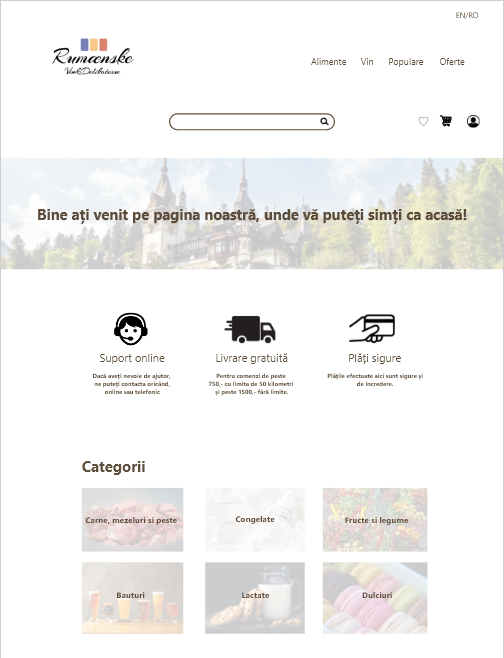 EN/RO
Rumænske
Vin&Delikatesse
Alimente Vin Populare Oferte
Bine ați venit pe pagina noastră, unde vă puteți simți ca acasă!
Suport online
Dacă aveți nevoie de ajutor,
ne puteți contacta oricând,
online sau telefonic
Livrare gratuită
Pentru comenzi de peste
750,- cu limita de 50 kilometri
și peste 1500,- fără limite.
Plăți sigure
Plățile efectuate aici sunt sigure și
de încredere.
Categorii
Carne, mezeluri si peste
Congelate
Fructe si legume
Bauturi
Lactate
Dulciuri